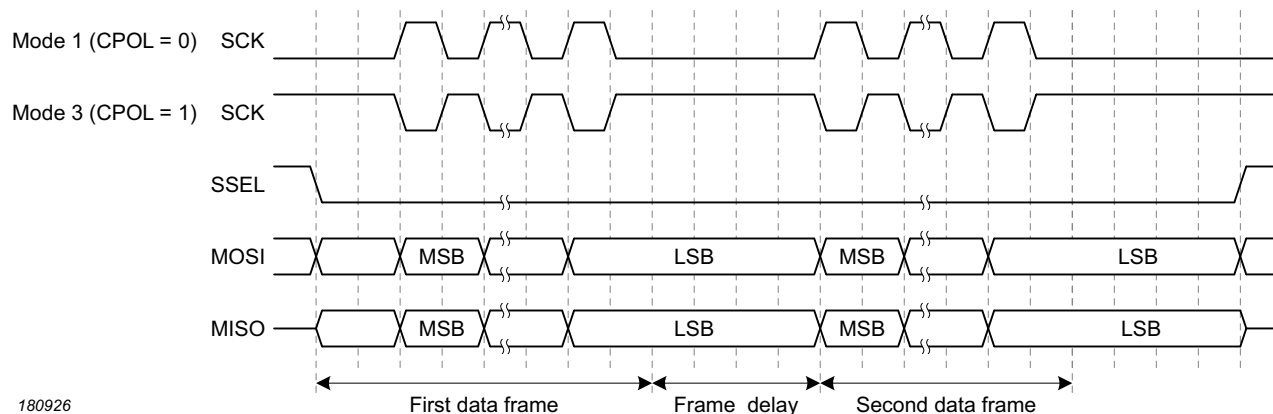 Mode 1 (CPOL = 0) SCK
Mode 3 (CPOL = 1) SCK
SSEL
MOSI MSB LSB MSB LSB
MISO MSB LSB MSB LSB
First data frame Frame delay Second data frame
180926